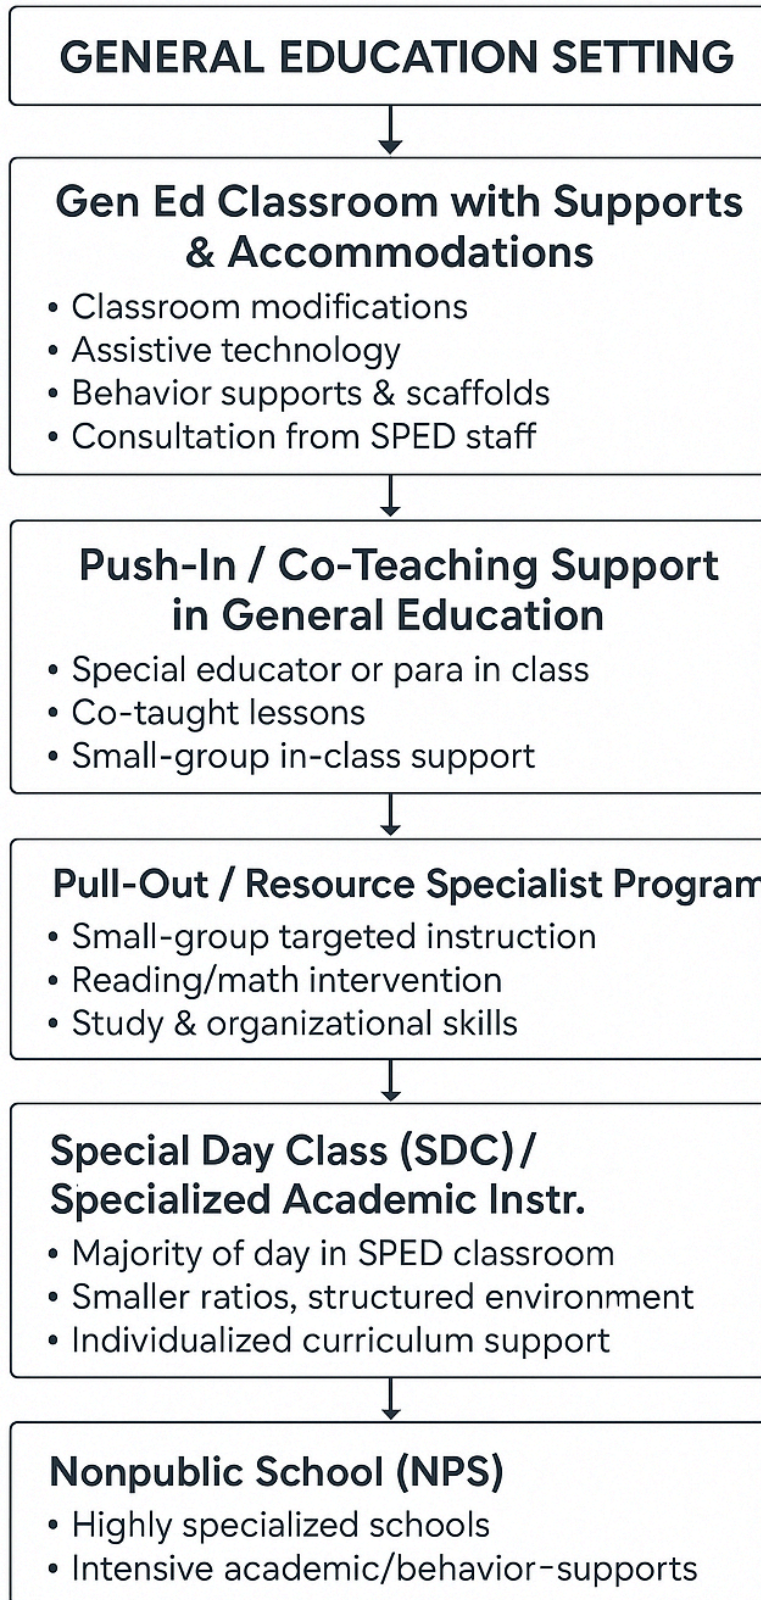 GENERAL EDUCATION SETTING
Gen Ed Classroom with Supports
& Accommodations
• Classroom modifications
• Assistive technology
• Behavior supports & scaffolds
• Consultation from SPED staff
Push-In / Co-Teaching Support
in General Education
• Special educator or para in class
• Co-taught lessons
• Small-group in-class support
Pull-Out / Resource Specialist Program
• Small-group targeted instruction
• Reading/math intervention
• Study & organizational skills
Special Day Class (SDC)/
Specialized Academic Instr.
• Majority of day in SPED classroom
• Smaller ratios, structured environment
• Individualized curriculum support
Nonpublic School (NPS)
• Highly specialized schools
• Intensive academic/behavior-supports